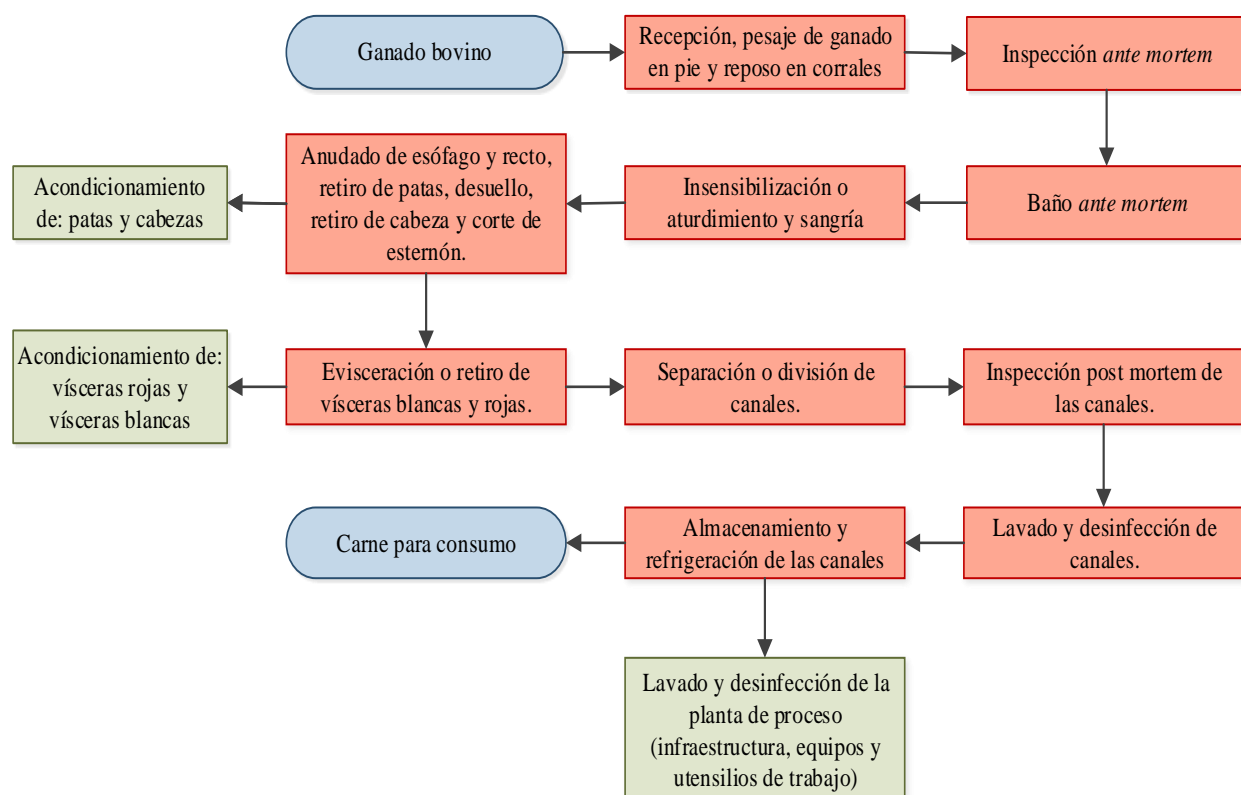 Ganado bovino
Recepción, pesaje de ganado
en pie y reposo en corrales
Inspección ante mortem
Baño ante mortem
Insensibilización o
aturdimiento y sangría
Anudado de esófago y recto,
retiro de patas, desuello,
retiro de cabeza y corte de
esternón.
Acondicionamiento
de: patas y cabezas
Acondicionamiento de:
vísceras rojas y
vísceras blancas
Evisceración o retiro de
vísceras blancas y rojas.
Separación o división de
canales.
Inspección post mortem de
las canales.
Lavado y desinfección de
canales.
Almacenamiento y
refrigeración de las canales
Carne para consumo
Lavado y desinfección de la
planta de proceso
(infraestructura, equipos y
utensilios de trabajo)